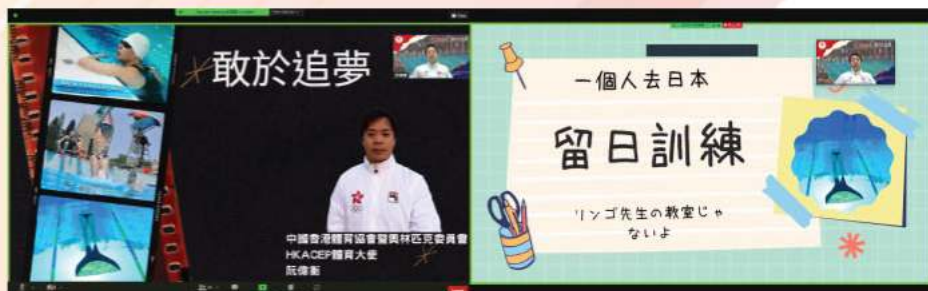 敢於追夢
中國香港體育協會暨奧林匹克委員會
HKACEP體育大使
阮偉衡
一個人去日本
留日訓練
リンゴ先生の教室じゃ
ないよ